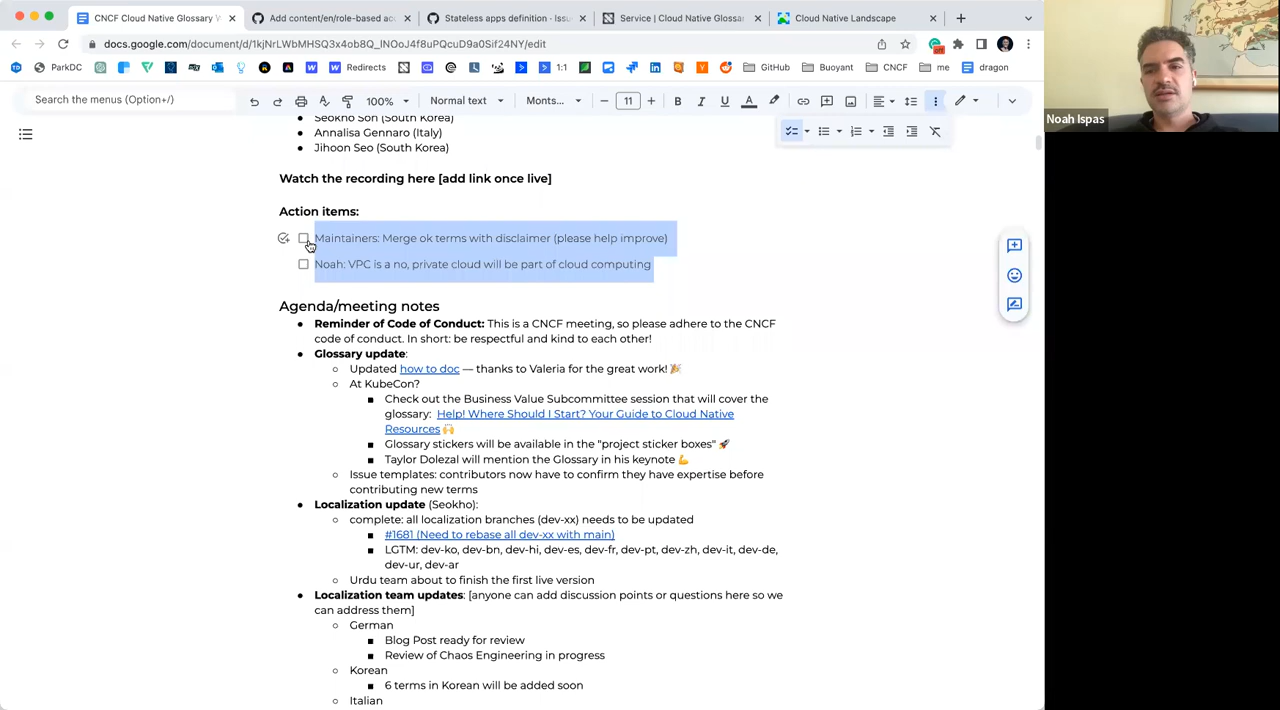 CNCF Cloud Native Glossary W
Add content/en/role-based acc
Stateless apps definition · Issu
Service | Cloud Native Glossar
Cloud Native Landscape
docs.google.com/document/d/1kjNrLWbMHSQ3x4ob8Q_INOoJ4f8uPQcuD9a0Sif24NY/edit
ParkDC
Redirects
1:1
GitHub
Buoyant
CNCF
me
dragon
Search the menus (Option+/)
100%
Normal text
Monts...
11
Seokho Son (South Korea)
Annalisa Gennaro (Italy)
Jihoon Seo (South Korea)
Watch the recording here [add link once live]
Action items:
Maintainers: Merge ok terms with disclaimer (please help improve)
Noah: VPC is a no, private cloud will be part of cloud computing
Agenda/meeting notes
Reminder of Code of Conduct: This is a CNCF meeting, so please adhere to the CNCF
code of conduct. In short: be respectful and kind to each other!
Glossary update:
Updated how to doc — thanks to Valeria for the great work! 🎉
At KubeCon?
Check out the Business Value Subcommittee session that will cover the
glossary: Help! Where Should I Start? Your Guide to Cloud Native
Resources 🙌
Glossary stickers will be available in the "project sticker boxes" 🚀
Taylor Dolezal will mention the Glossary in his keynote 💪
Issue templates: contributors now have to confirm they have expertise before
contributing new terms
Localization update (Seokho):
complete: all localization branches (dev-xx) needs to be updated
#1681 (Need to rebase all dev-xx with main)
LGTM: dev-ko, dev-bn, dev-hi, dev-es, dev-fr, dev-pt, dev-zh, dev-it, dev-de,
dev-ur, dev-ar
Urdu team about to finish the first live version
Localization team updates: [anyone can add discussion points or questions here so we
can address them]
German
Blog Post ready for review
Review of Chaos Engineering in progress
Korean
6 terms in Korean will be added soon
Italian
Noah Ispas